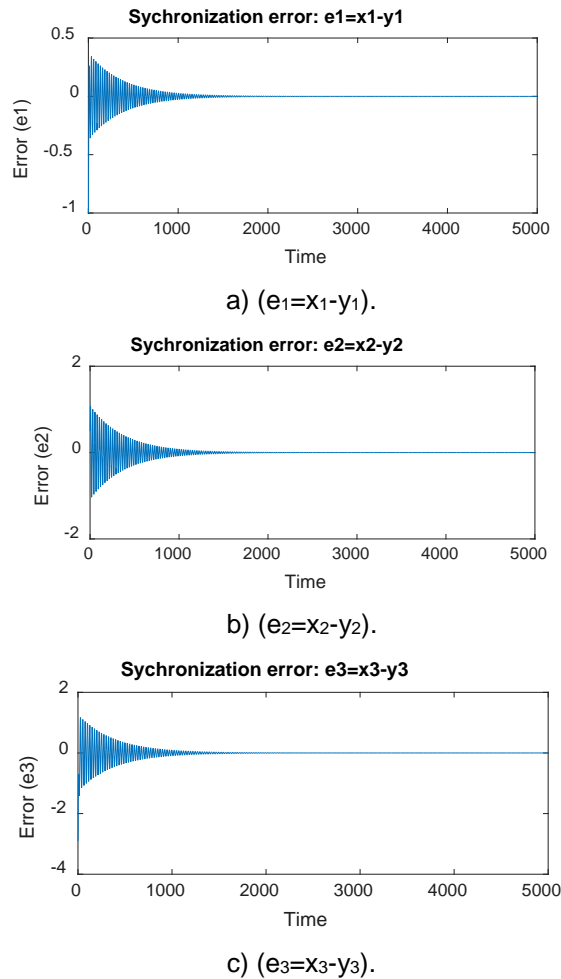 Sychronization error: e1=x1-y1
0.5
0
-0.5
-1
Error (e1)
0 1000 2000 3000 4000 5000
Time
a) (e1=x1-y1).
Sychronization error: e2=x2-y2
2
0
-2
Error (e2)
0 1000 2000 3000 4000 5000
Time
b) (e2=x2-y2).
Sychronization error: e3=x3-y3
2
0
-2
-4
Error (e3)
0 1000 2000 3000 4000 5000
Time
c) (e3=x3-y3).